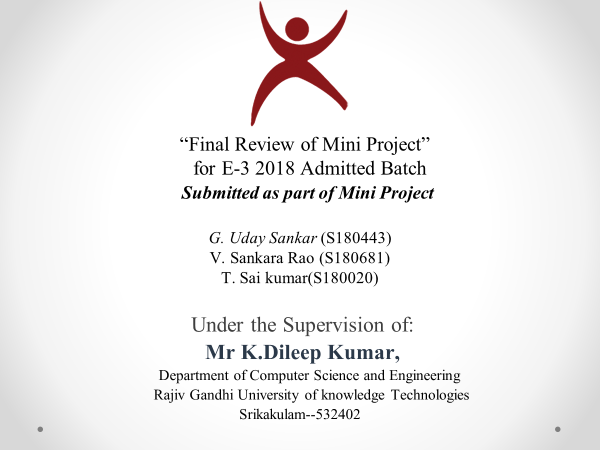 “Final Review of Mini Project”
for E-3 2018 Admitted Batch
Submitted as part of Mini Project
G. Uday Sankar (S180443)
V. Sankara Rao (S180681)
T. Sai kumar(S180020)
Under the Supervision of:
Mr K.Dileep Kumar,
Department of Computer Science and Engineering
Rajiv Gandhi University of knowledge Technologies
Srikakulam--532402